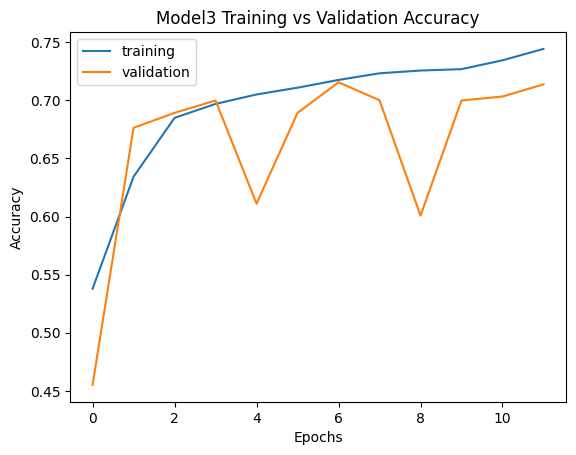 Model3 Training vs Validation Accuracy
training
validation
0.75
0.70
0.65
0.60
0.55
0.50
0.45
Accuracy
0 2 4 6 8 10
Epochs